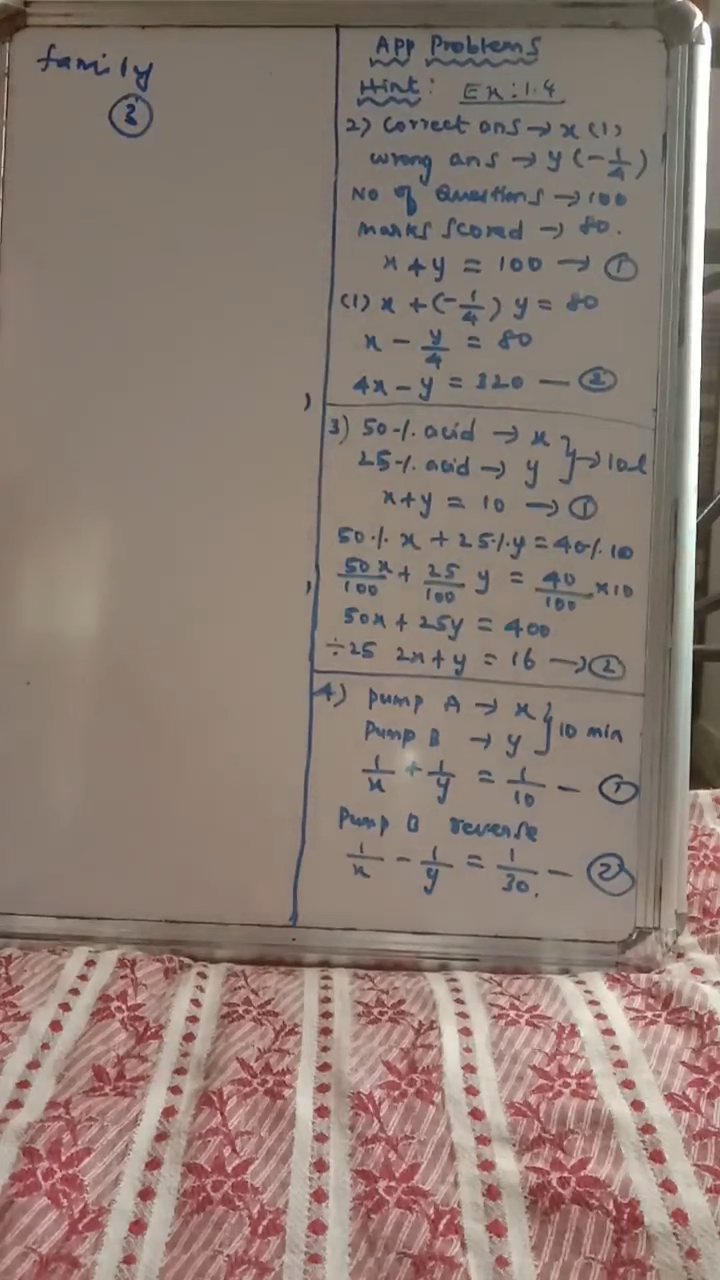 family
3
App Problems
Hint: Ex:1.4
2) correct ans → x (1)
wrong ans → y (-1/4)
No of Questions → 100
marks scored → 80.
x + y = 100 → ①
(1) x + (-1/4) y = 80
x - y/4 = 80
4x - y = 320 — ②
3) 50% acid → x
25% acid → y } → 10l
x+y = 10 → ①
50% x + 25% y = 40% 10
50x/100 + 25/100 y = 40/100 × 10
50x + 25y = 400
÷25 2x + y = 16 → ②
4) Pump A → x
Pump B → y } 10 min
1/x + 1/y = 1/10 — ①
Pump B reverse
1/x - 1/y = 1/30. — ②